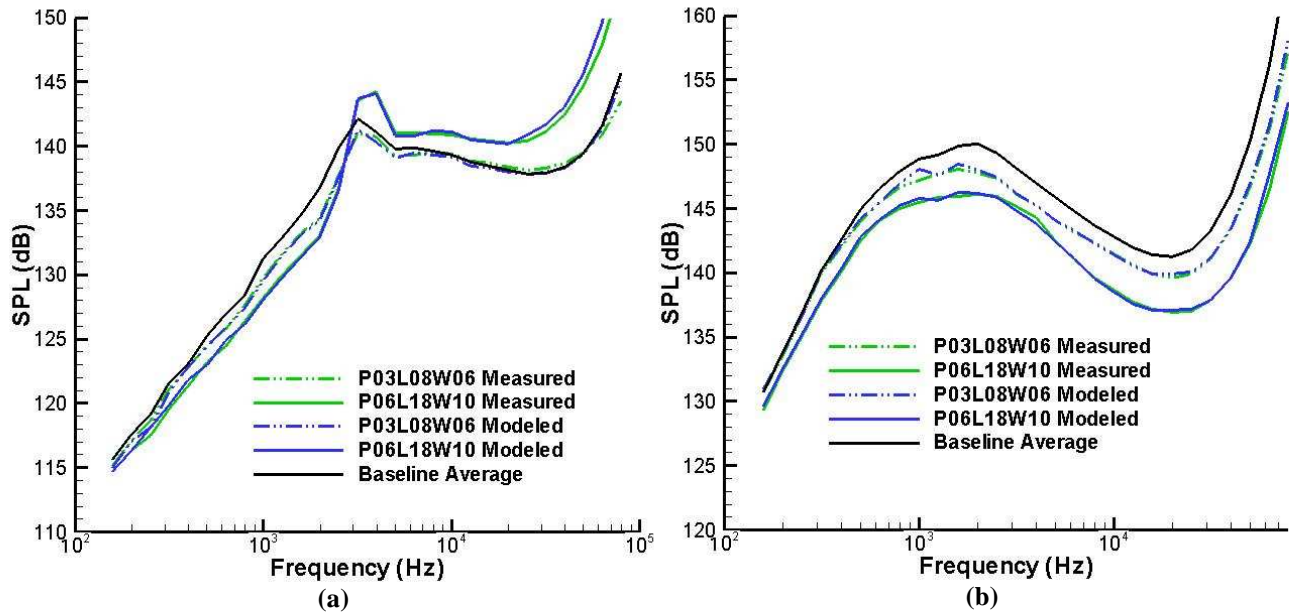 150
145
140
135
130
125
120
115
110
SPL (dB)
P03L08W06 Measured
P06L18W10 Measured
P03L08W06 Modeled
P06L18W10 Modeled
Baseline Average
10^2
10^3
10^4
10^5
Frequency (Hz)
(a)
160
155
150
145
140
135
130
125
120
SPL (dB)
P03L08W06 Measured
P06L18W10 Measured
P03L08W06 Modeled
P06L18W10 Modeled
Baseline Average
10^2
10^3
10^4
Frequency (Hz)
(b)